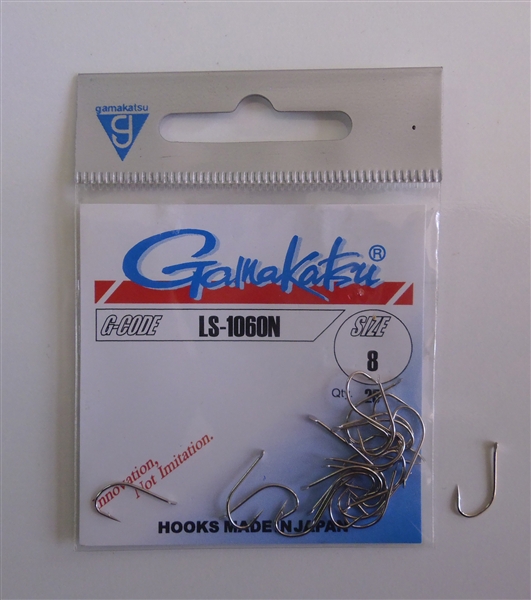 gamakatsu
g
Gamakatsu®
G-CODE LS-1060N SIZE
8
Innovation,
Not Imitation.
HOOKS MADE IN JAPAN